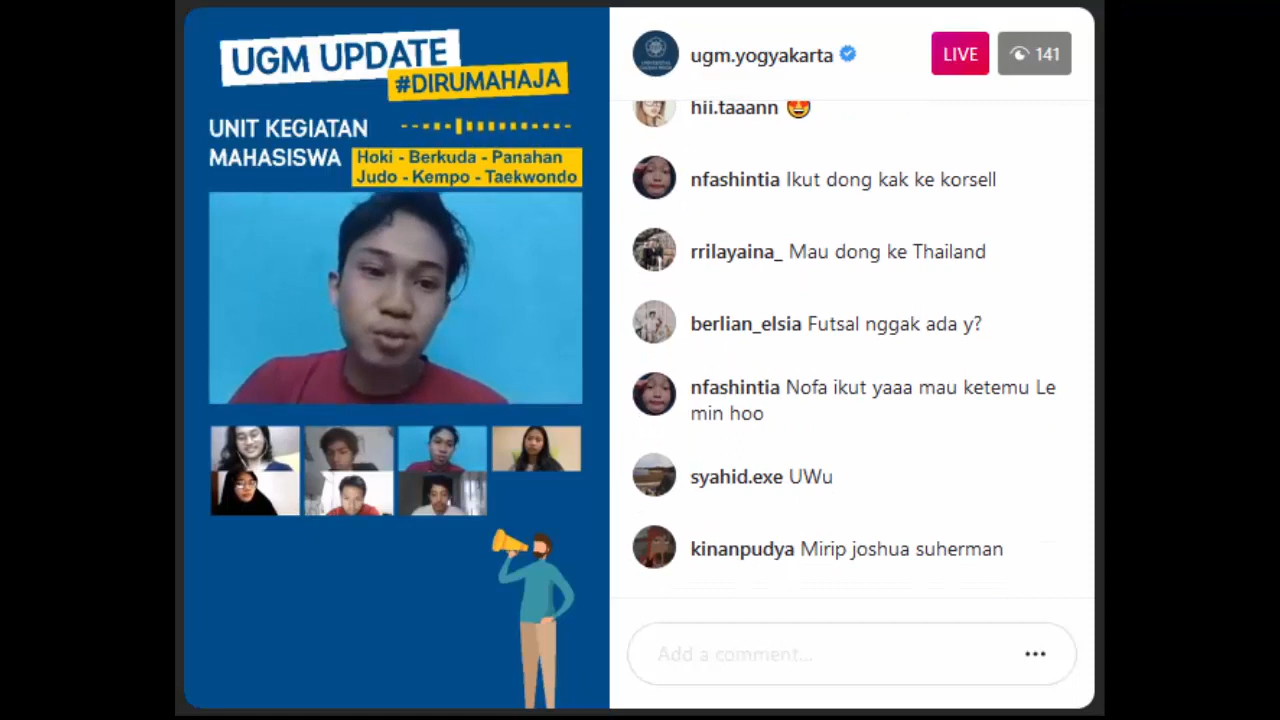 UGM UPDATE
#DIRUMAHAJA
UNIT KEGIATAN
MAHASISWA
Hoki - Berkuda - Panahan
Judo - Kempo - Taekwondo
ugm.yogyakarta
LIVE
141
hii.taaann 😍
nfashintia Ikut dong kak ke korsell
rrilayaina_ Mau dong ke Thailand
berlian_elsia Futsal nggak ada y?
nfashintia Nofa ikut yaaa mau ketemu Le
min hoo
syahid.exe UWu
kinanpudya Mirip joshua suherman
Add a comment...